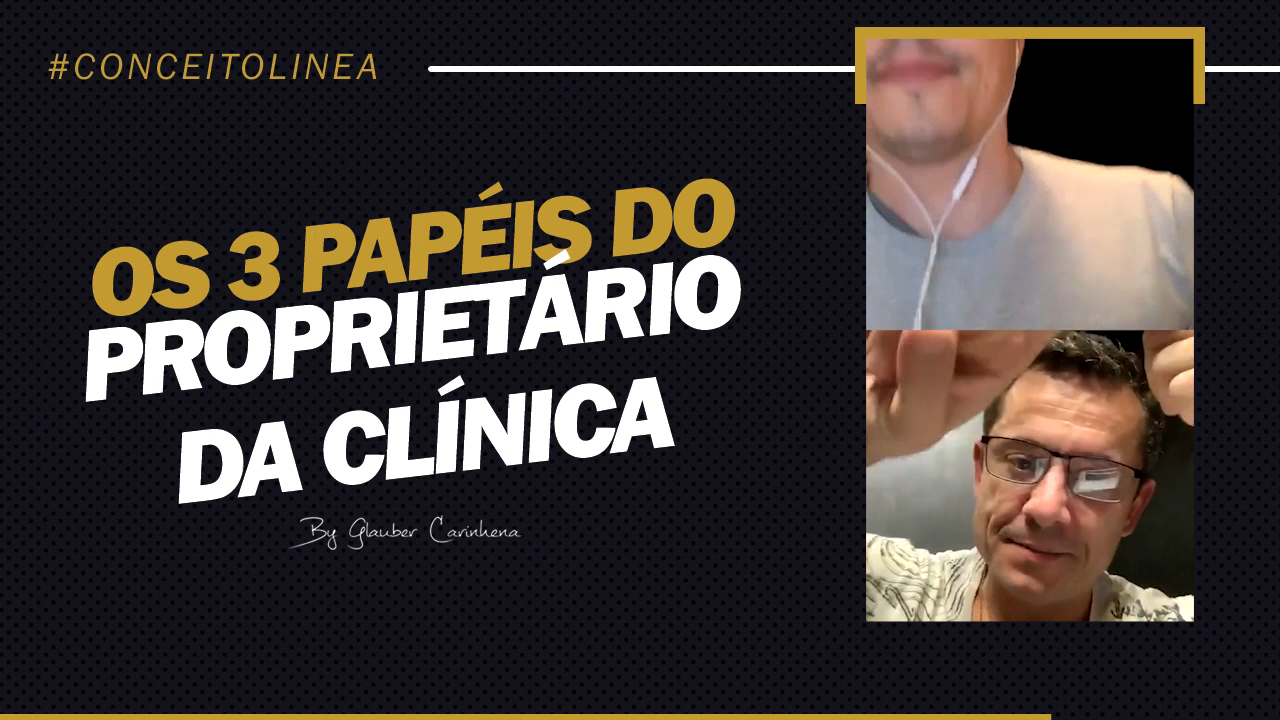 #CONCEITOLINEA
OS 3 PAPÉIS DO
PROPRIETÁRIO
DA CLÍNICA
By Glauber Carinhena